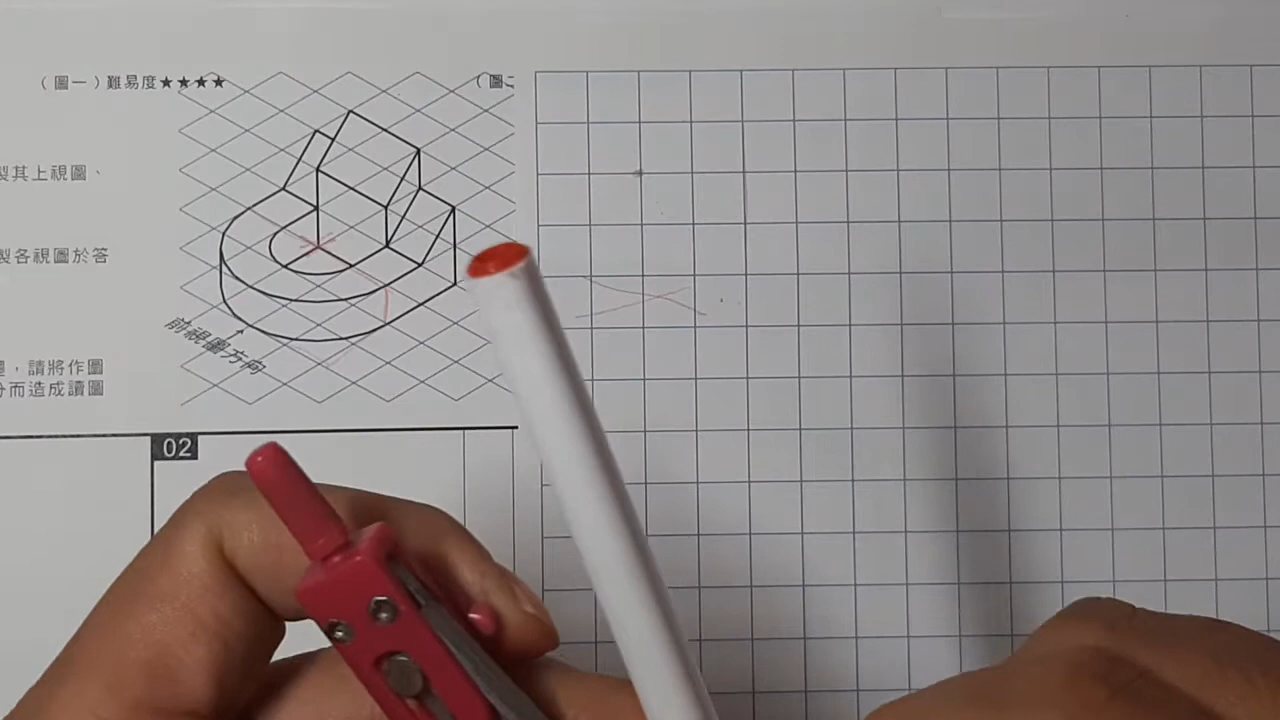 （圖一）難易度★★★★
（圖
製其上視圖、
製各視圖於答
前視圖方向
，請將作圖
分而造成讀圖
02